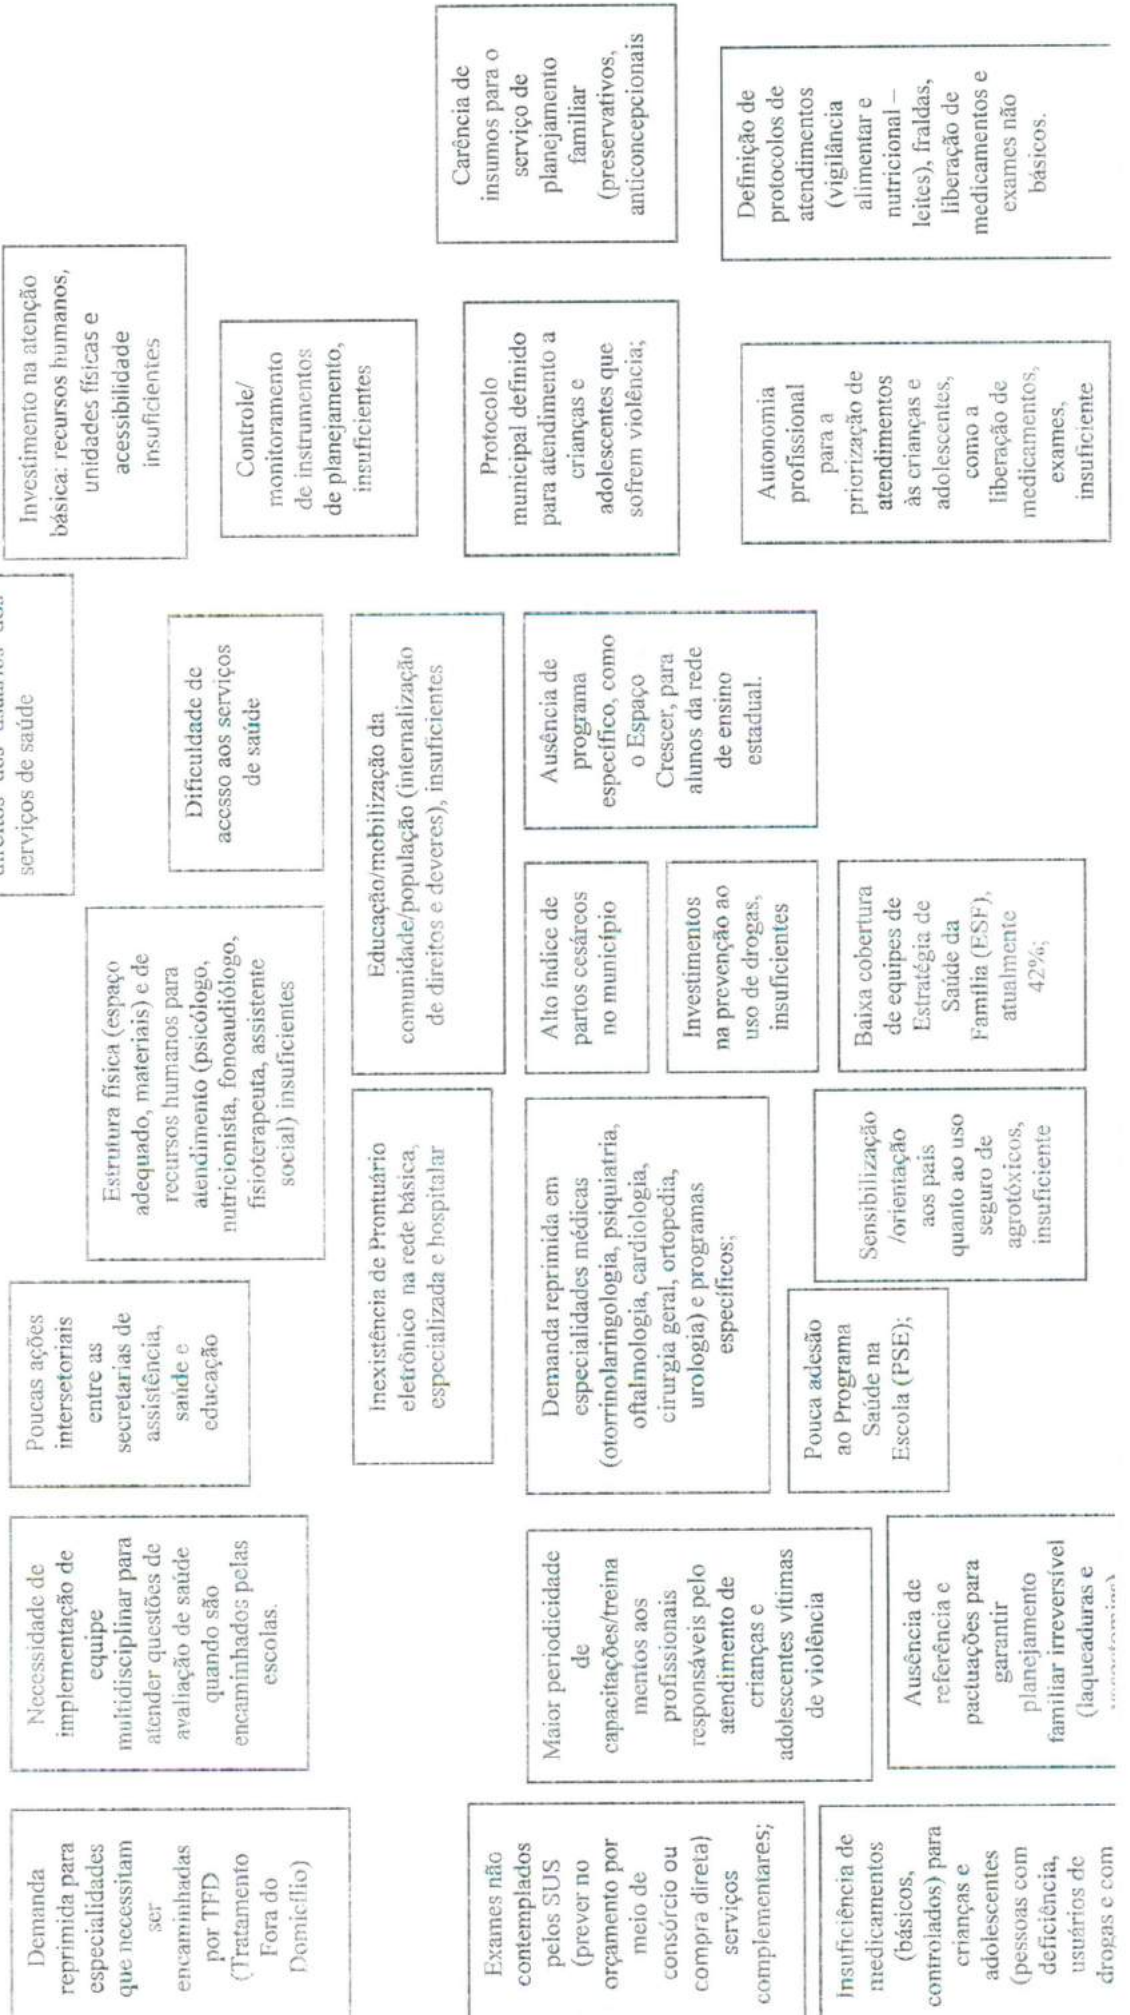 Demanda
reprimida para
especialidades
que necessitam
ser
encaminhadas
por TFD
(Tratamento
Fora do
Domicílio)
Necessidade de
implementação de
equipe
multidisciplinar para
atender questões de
avaliação de saúde
quando são
encaminhados pelas
escolas.
Poucas ações
intersetoriais
entre as
secretarias de
assistência,
saúde e
educação
Estrutura física (espaço
adequado, materiais) e de
recursos humanos para
atendimento (psicólogo,
nutricionista, fonoaudiólogo,
fisioterapeuta, assistente
social) insuficientes
serviços de saúde
Dificuldade de
acesso aos serviços
de saúde
Investimento na atenção
básica: recursos humanos,
unidades físicas e
acessibilidade
insuficientes
Controle/
monitoramento
de instrumentos
de planejamento,
insuficientes
Inexistência de Prontuário
eletrônico na rede básica,
especializada e hospitalar
Educação/mobilização da
comunidade/população (internalização
de direitos e deveres), insuficientes
Protocolo
municipal definido
para atendimento a
crianças e
adolescentes que
sofrem violência;
Carência de
insumos para o
serviço de
planejamento
familiar
(preservativos,
anticoncepcionais
Exames não
contemplados
pelos SUS
(prever no
orçamento por
meio de
consórcio ou
compra direta)
serviços
complementares;
Maior periodicidade
de
capacitações/treina
mentos aos
profissionais
responsáveis pelo
atendimento de
crianças e
adolescentes vítimas
de violência
Demanda reprimida em
especialidades médicas
(otorrinolaringologia, psiquiatria,
oftalmologia, cardiologia,
cirurgia geral, ortopedia,
urologia) e programas
específicos;
Alto índice de
partos cesáreos
no município
Ausência de
programa
específico, como
o Espaço
Crescer, para
alunos da rede
de ensino
estadual.
Investimentos
na prevenção ao
uso de drogas,
insuficientes
Autonomia
profissional
para a
priorização de
atendimentos
às crianças e
adolescentes,
como a
liberação de
medicamentos,
exames,
insuficiente
Definição de
protocolos de
atendimentos
(vigilância
alimentar e
nutricional –
leites), fraldas,
liberação de
medicamentos e
exames não
básicos.
Insuficiência de
medicamentos
(básicos,
controlados) para
crianças e
adolescentes
(pessoas com
deficiência,
usuários de
drogas e com
Ausência de
referência e
pactuações para
garantir
planejamento
familiar irreversível
(laqueaduras e
Pouca adesão
ao Programa
Saúde na
Escola (PSE);
Sensibilização
/orientação
aos pais
quanto ao uso
seguro de
agrotóxicos,
insuficiente
Baixa cobertura
de equipes de
Estratégia de
Saúde da
Família (ESF),
atualmente
42%;